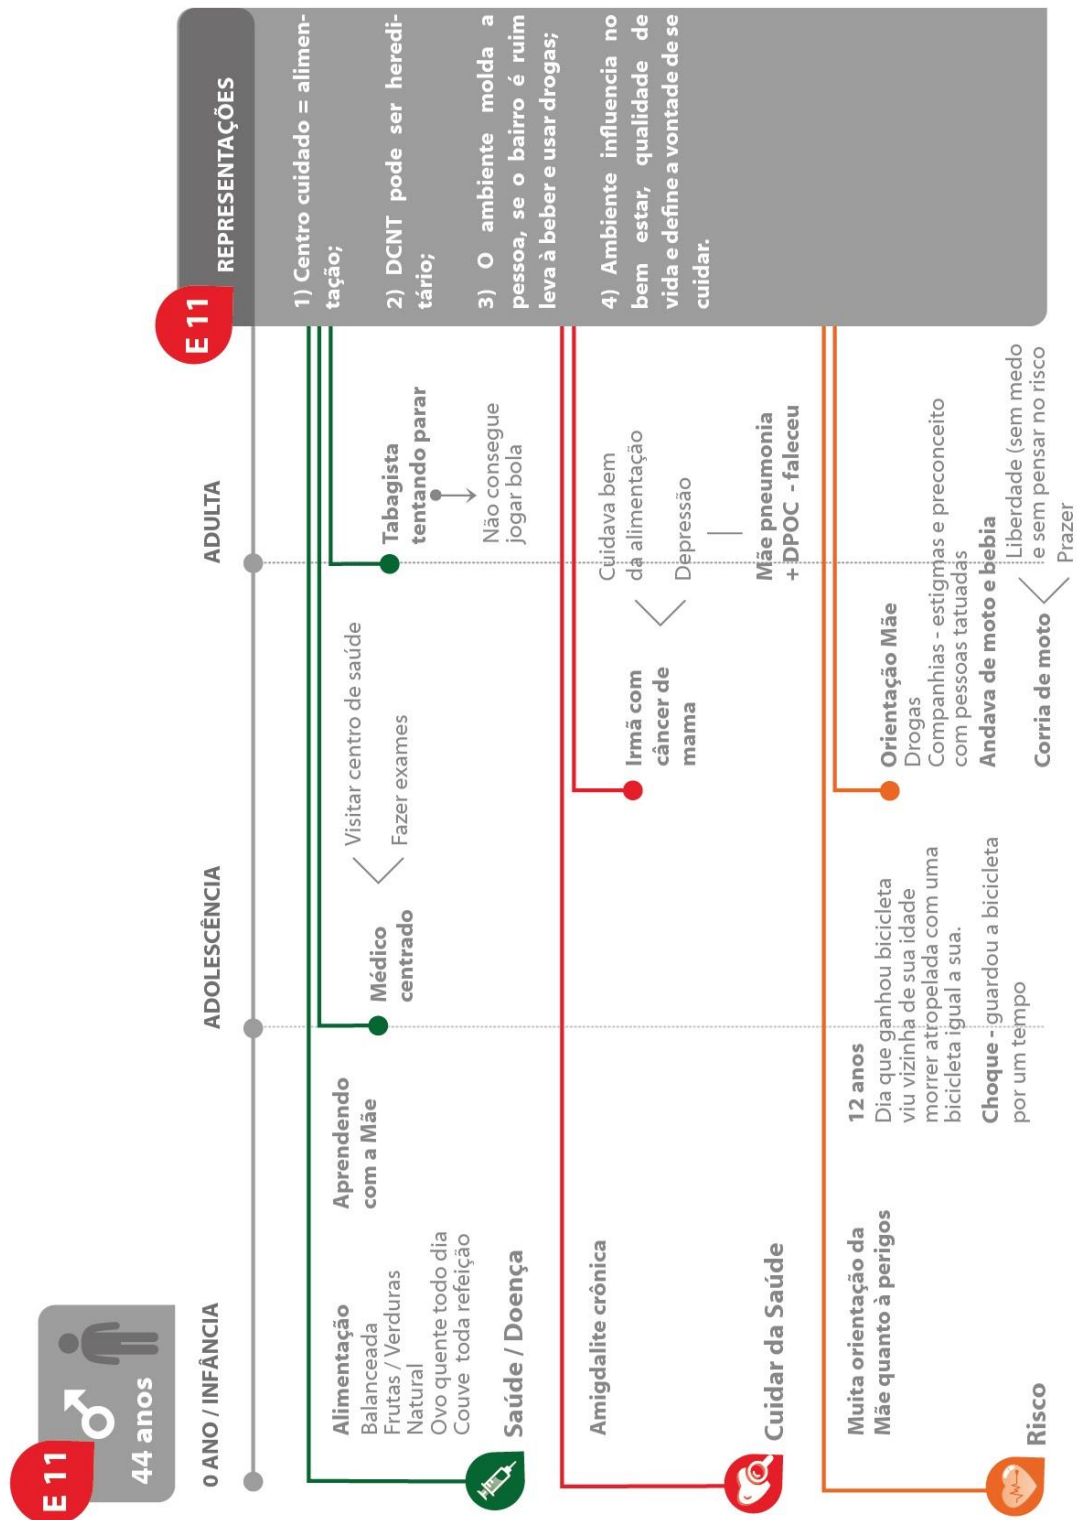 E 11
44 anos
0 ANO / INFÂNCIA
ADOLESCÊNCIA
ADULTA
E 11
REPRESENTAÇÕES
Alimentação
Balanceada
Frutas / Verduras
Natural
Ovo quente todo dia
Couve toda refeição
Saúde / Doença
Aprendendo
com a Mãe
Médico
centrado
Visitar centro de saúde
Fazer exames
Tabagista
tentando parar
Não consegue
jogar bola
Amigdalite crônica
Cuidar da Saúde
Irmã com
câncer de
mama
Cuidava bem
da alimentação
Depressão
Mãe pneumonia
+ DPOC - faleceu
Muita orientação da
Mãe quanto à perigos
Risco
12 anos
Dia que ganhou bicicleta
viu vizinha de sua idade
morrer atropelada com uma
bicicleta igual a sua.
Choque - guardou a bicicleta
por um tempo
Orientação Mãe
Drogas
Companhias - estigmas e preconceito
com pessoas tatuadas
Andava de moto e bebia
Corria de moto
Liberdade (sem medo
e sem pensar no risco
Prazer
1) Centro cuidado = alimen-
tação;
2) DCNT pode ser heredi-
tário;
3) O ambiente molda a
pessoa, se o bairro é ruim
leva à beber e usar drogas;
4) Ambiente influencia no
bem estar, qualidade de
vida e define a vontade de se
cuidar.